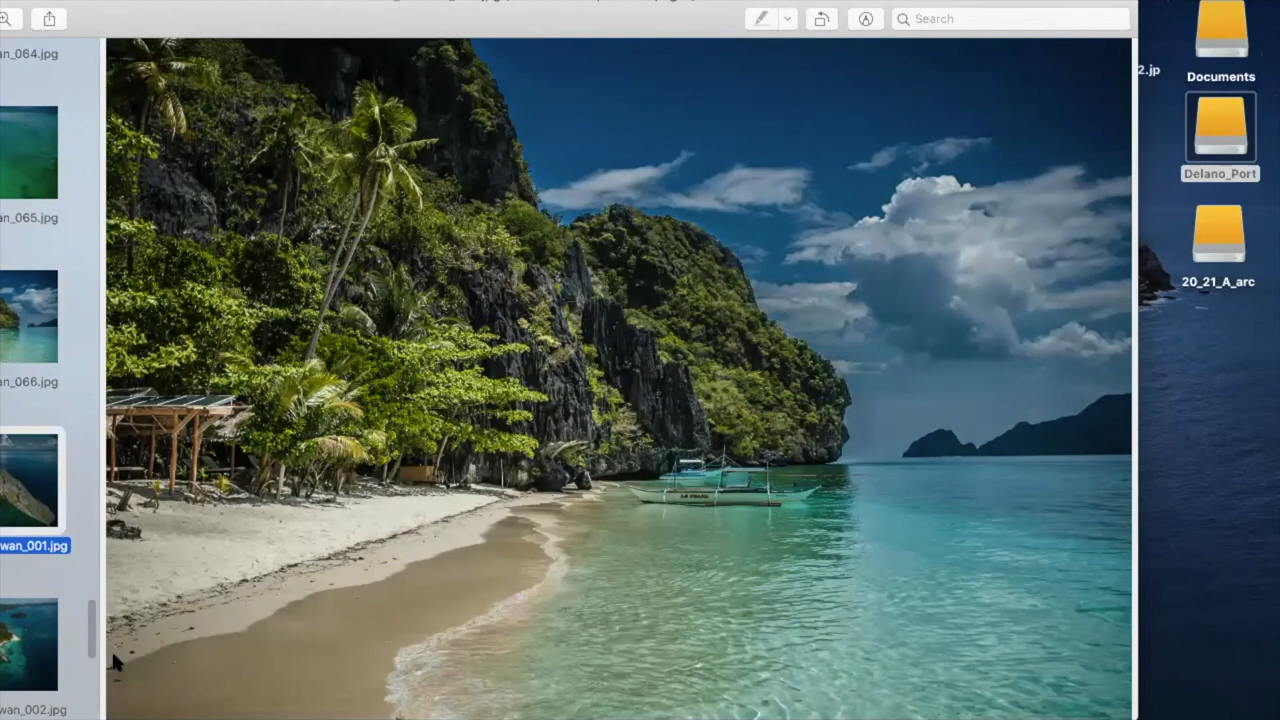 Search
an_064.jpg
an_065.jpg
an_066.jpg
wan_001.jpg
wan_002.jpg
2.jp
Documents
Delano_Port
20_21_A_arc